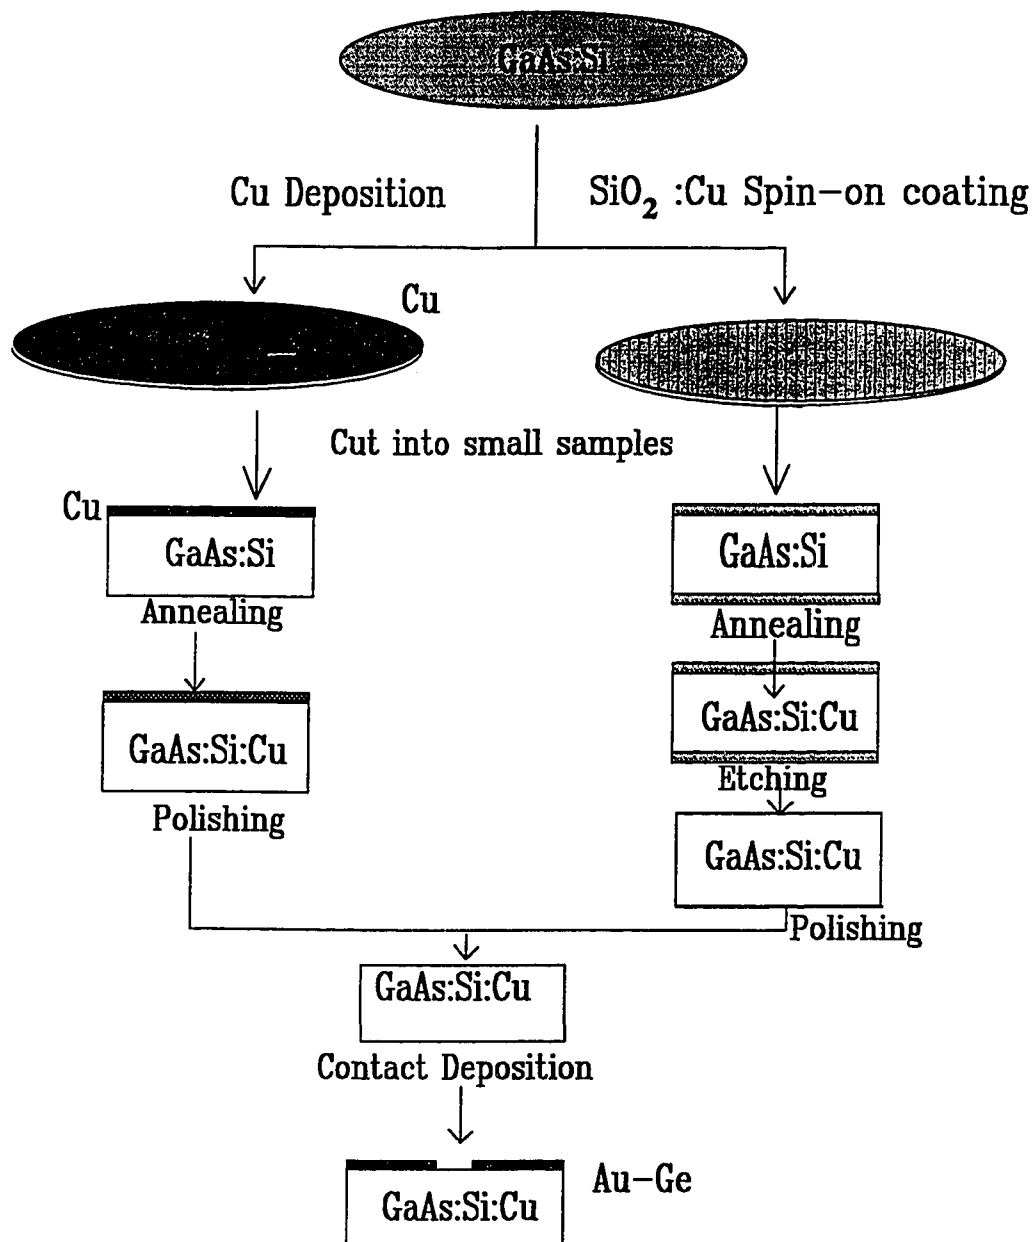 GaAs:Si
Cu Deposition
SiO₂ :Cu Spin-on coating
Cu
Cut into small samples
Cu
GaAs:Si
GaAs:Si
Annealing
Annealing
GaAs:Si:Cu
GaAs:Si:Cu
Etching
Polishing
GaAs:Si:Cu
Polishing
GaAs:Si:Cu
Contact Deposition
Au-Ge
GaAs:Si:Cu